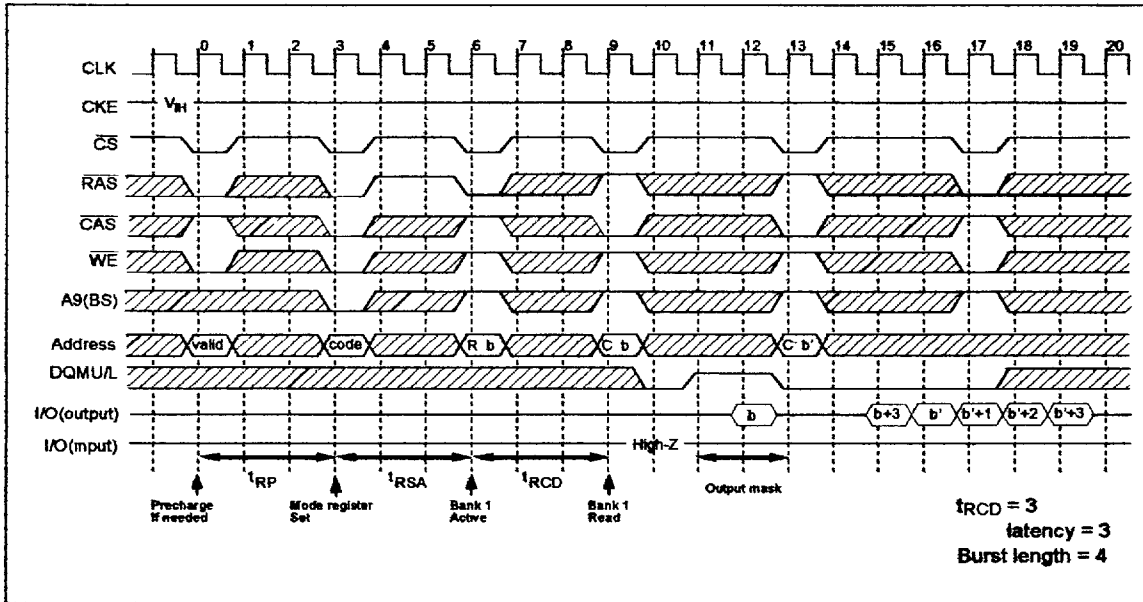 0 1 2 3 4 5 6 7 8 9 10 11 12 13 14 15 16 17 18 19 20
CLK
CKE VIH
CS
RAS
CAS
WE
A9(BS)
Address valid code R b C b C b'
DQMU/L
I/O(output) b b+3 b' b'+1 b'+2 b'+3
I/O(input) High-Z
tRP tRSA tRCD Output mask
Precharge If needed
Mode register Set
Bank 1 Active
Bank 1 Read
tRCD = 3
latency = 3
Burst length = 4